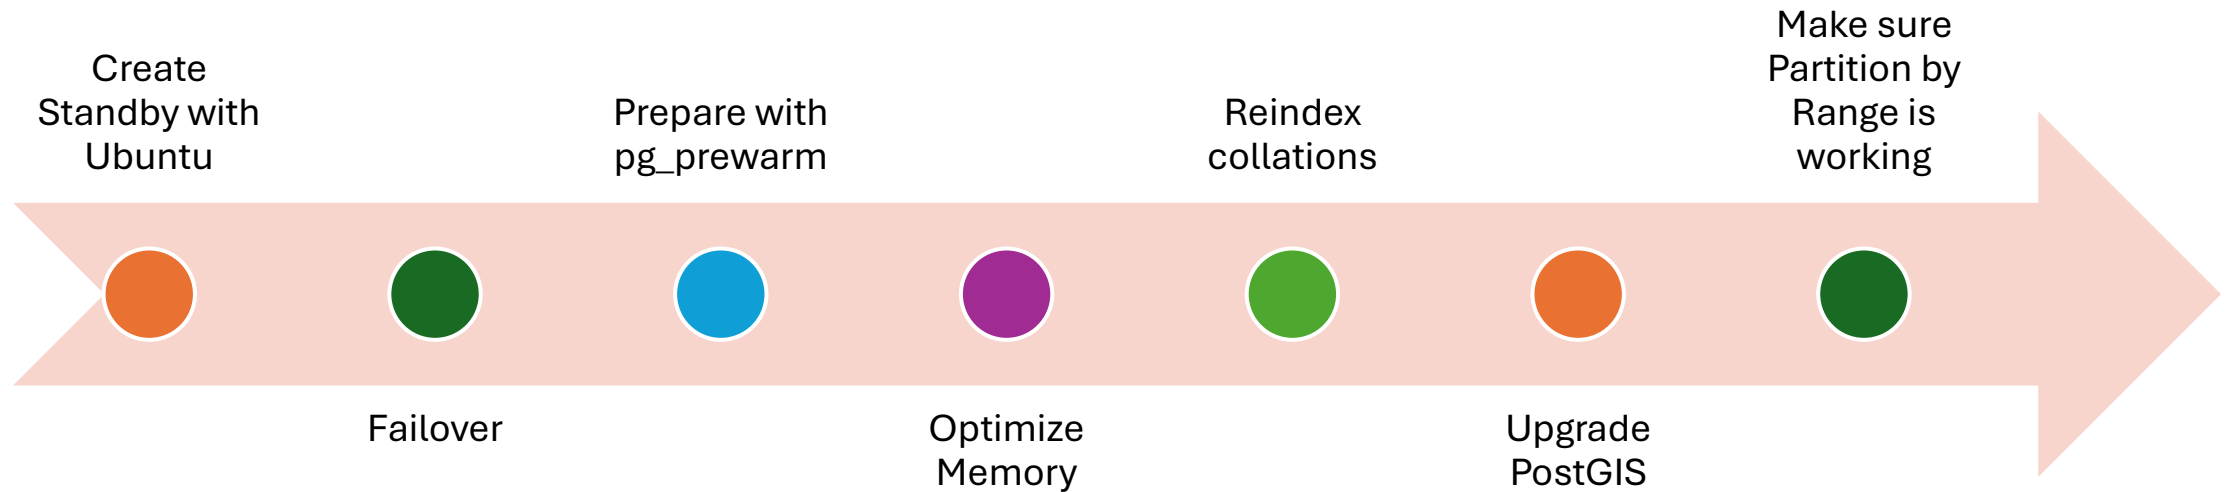 Create
Standby with
Ubuntu
Failover
Prepare with
pg_prewarm
Optimize
Memory
Reindex
collations
Upgrade
PostGIS
Make sure
Partition by
Range is
working